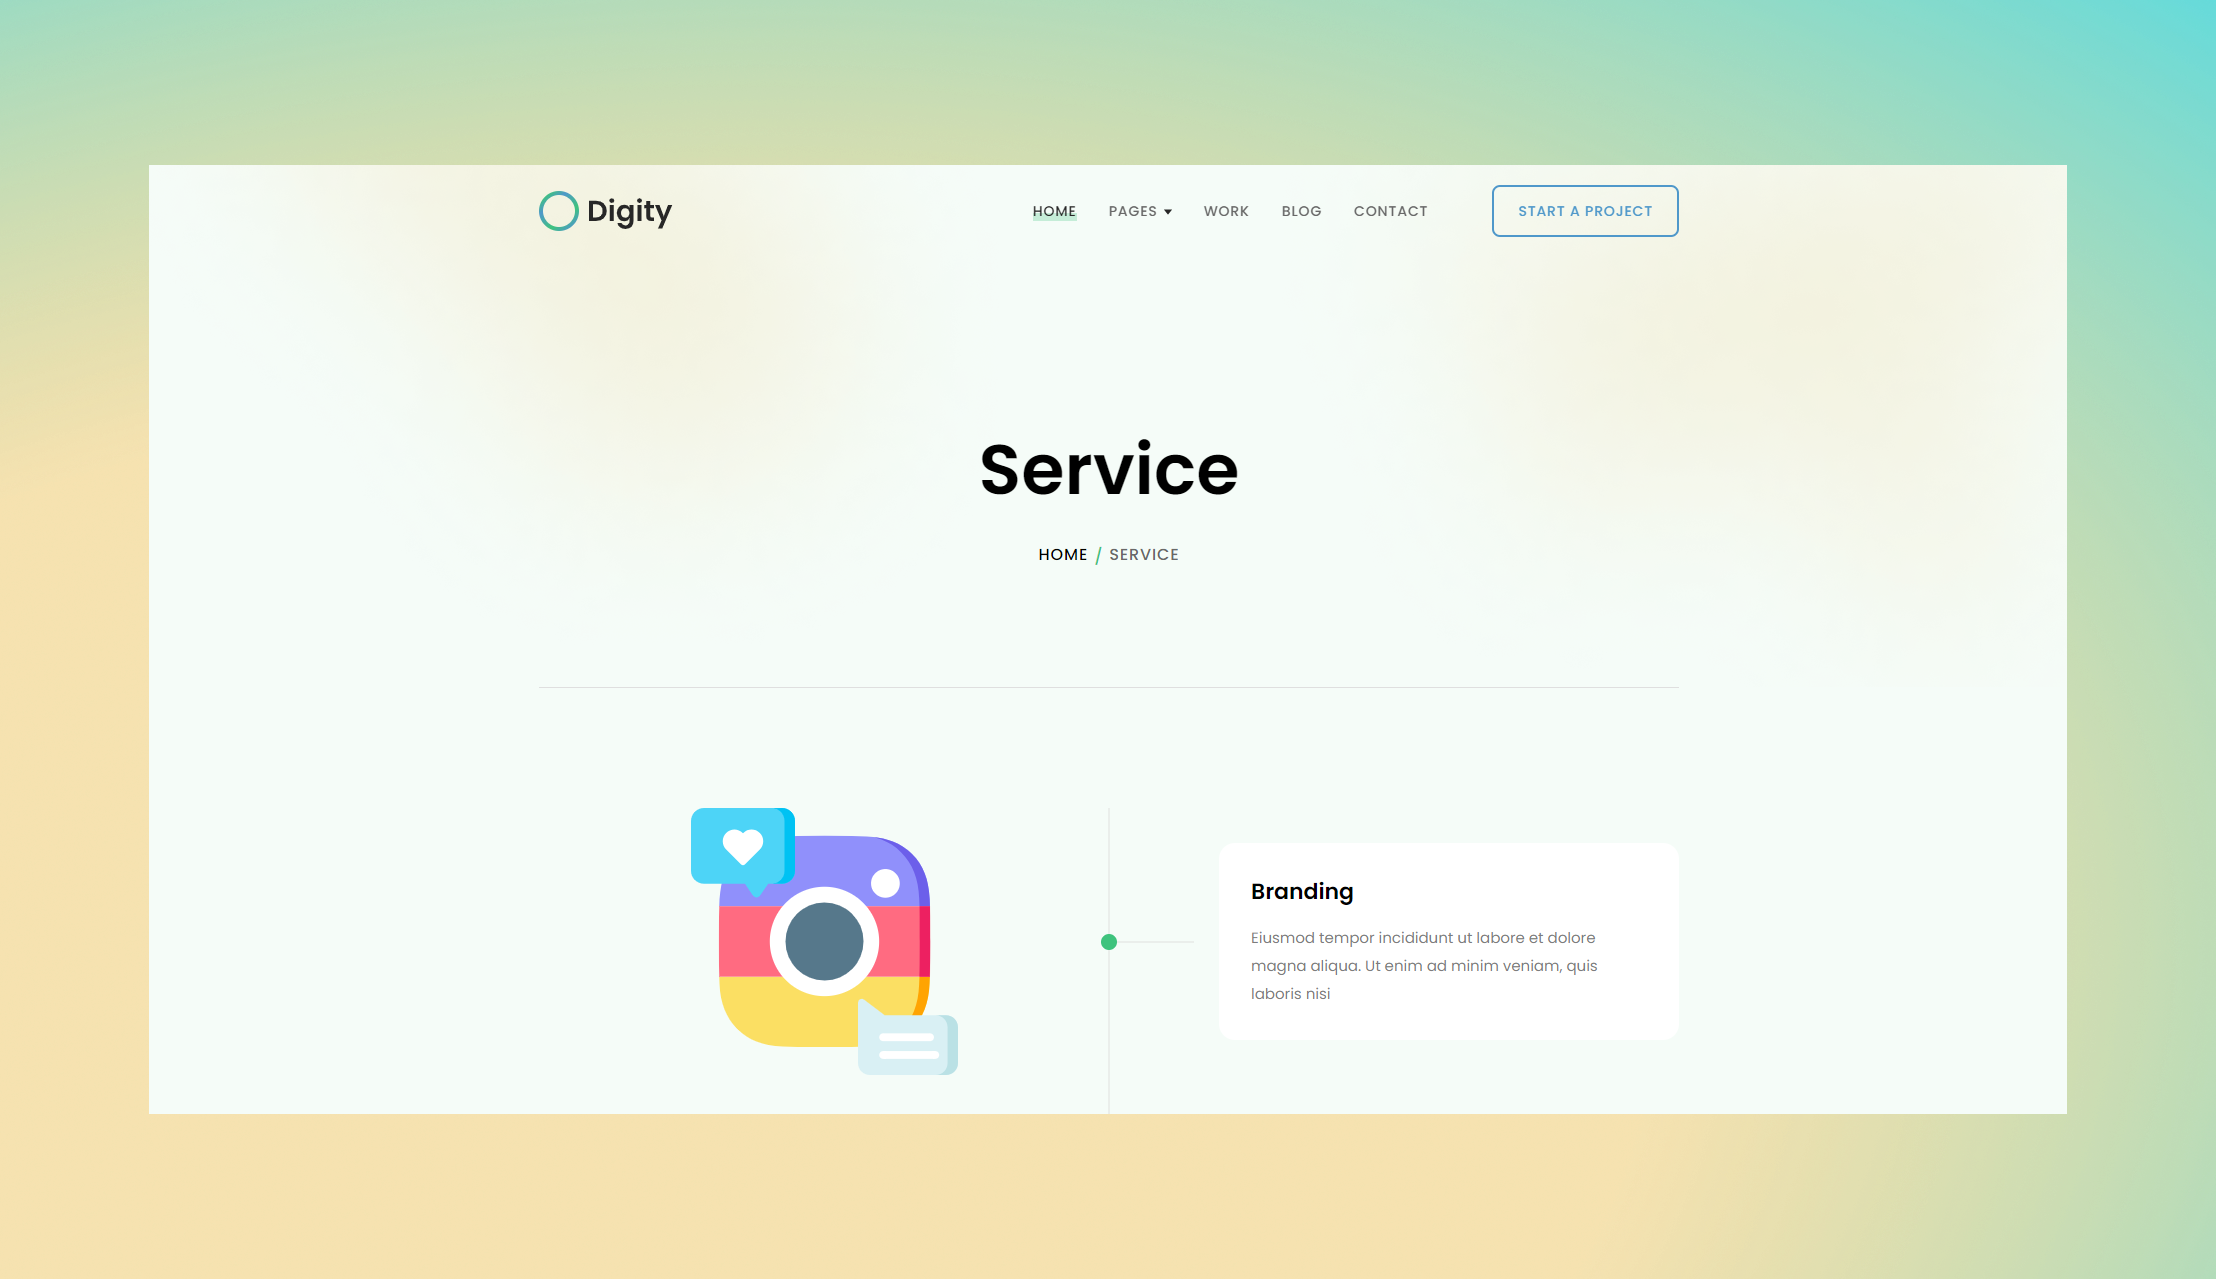 Digity
HOME PAGES WORK BLOG CONTACT START A PROJECT
Service
HOME / SERVICE
Branding
Eiusmod tempor incididunt ut labore et dolore
magna aliqua. Ut enim ad minim veniam, quis
laboris nisi